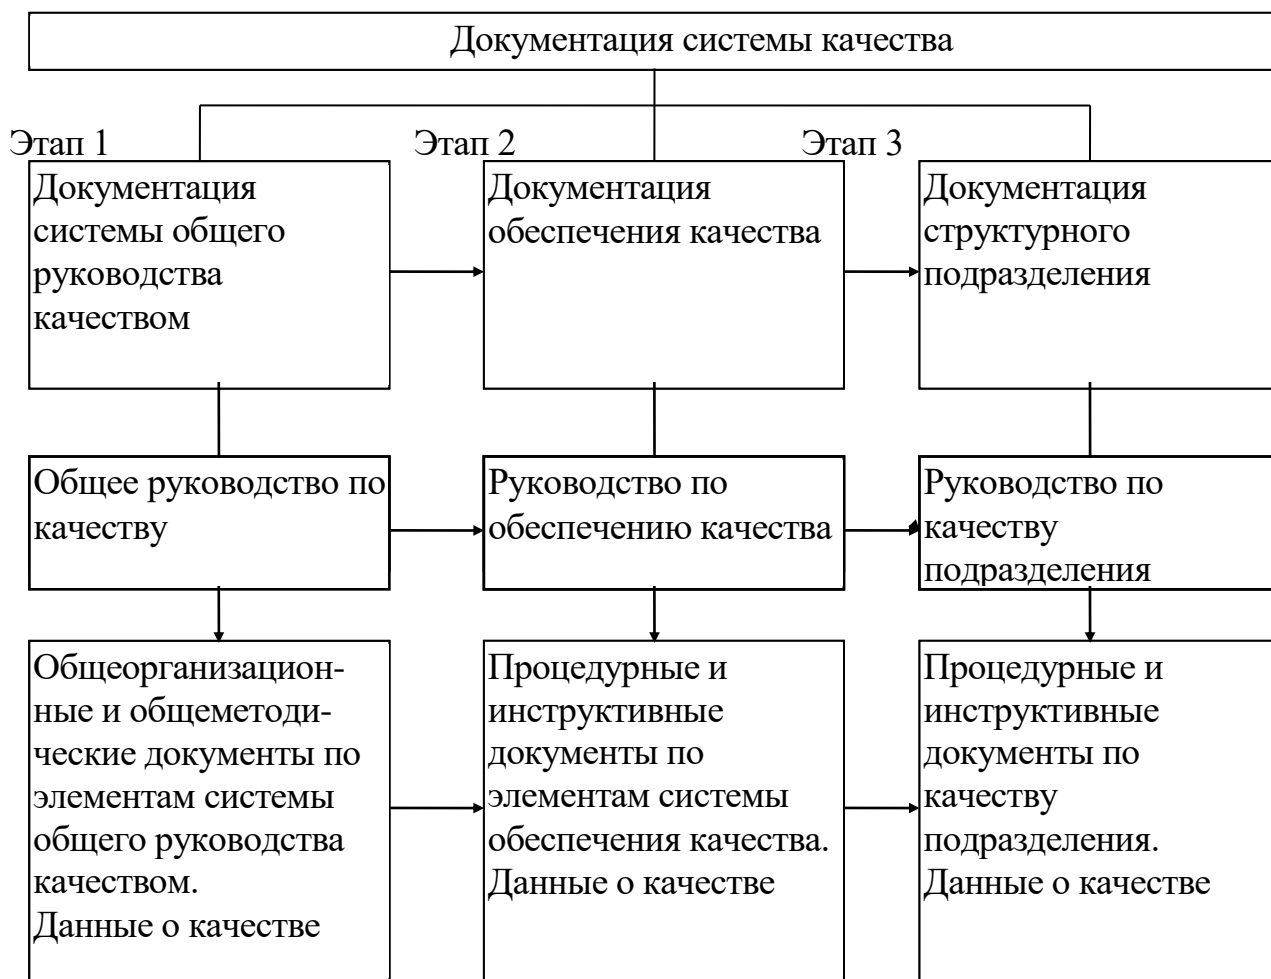 Документация системы качества
Этап 1
Этап 2
Этап 3
Документация
системы общего
руководства
качеством
Документация
обеспечения качества
Документация
структурного
подразделения
Общее руководство по
качеству
Руководство по
обеспечению качества
Руководство по
качеству
подразделения
Общеорганизацион-
ные и общеметоди-
ческие документы по
элементам системы
общего руководства
качеством.
Данные о качестве
Процедурные и
инструктивные
документы по
элементам системы
обеспечения качества.
Данные о качестве
Процедурные и
инструктивные
документы по
качеству
подразделения.
Данные о качестве